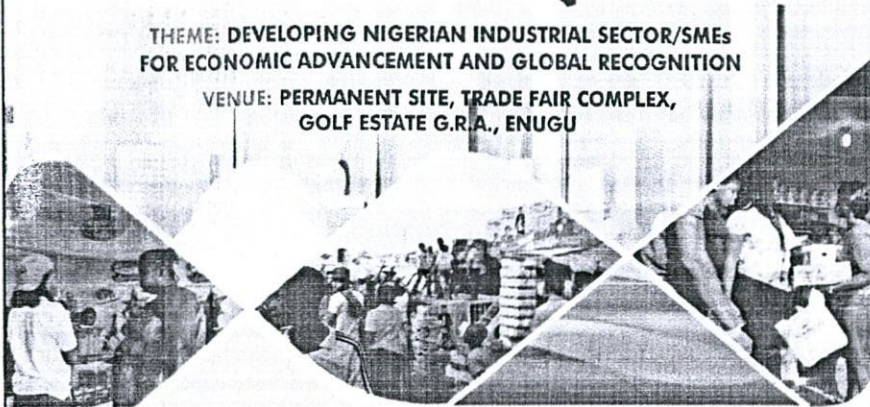 THEME: DEVELOPING NIGERIAN INDUSTRIAL SECTOR/SMEs
FOR ECONOMIC ADVANCEMENT AND GLOBAL RECOGNITION
VENUE: PERMANENT SITE, TRADE FAIR COMPLEX,
GOLF ESTATE G.R.A., ENUGU